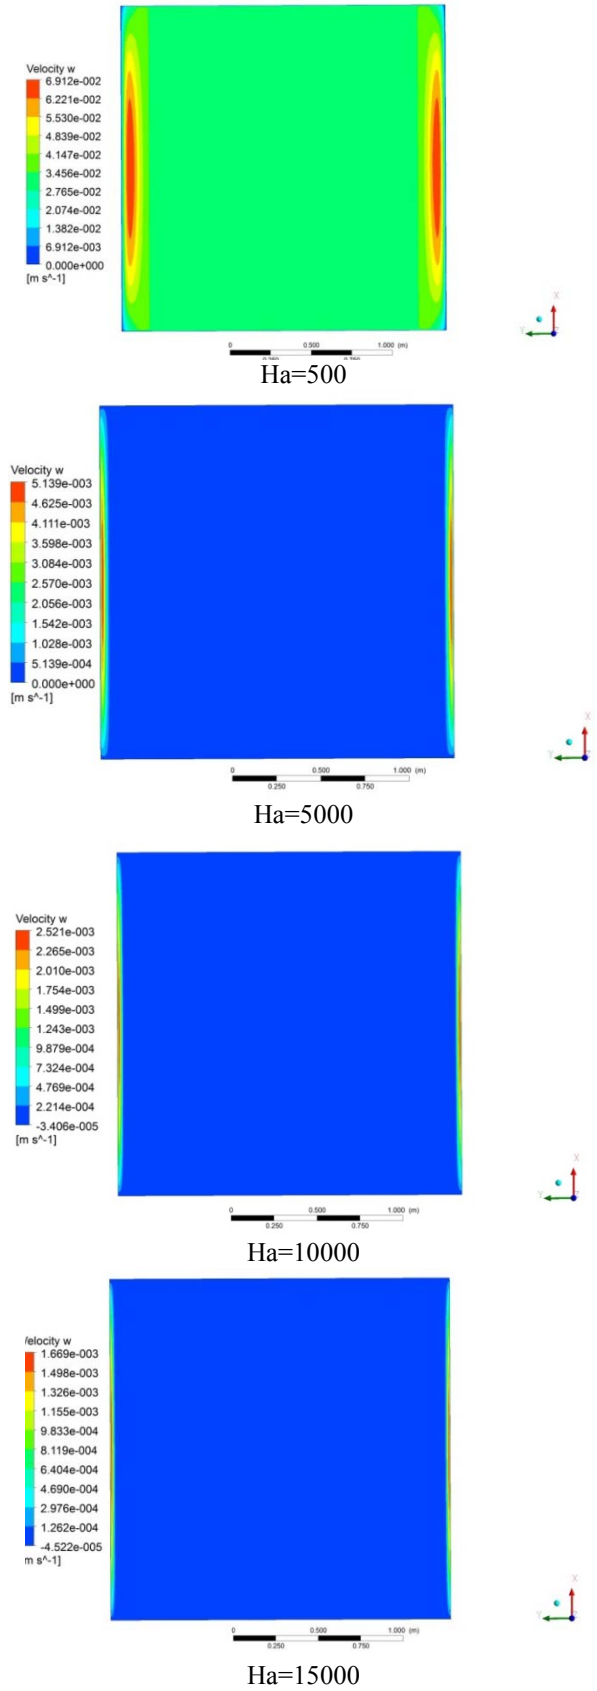 Velocity w
6.912e-002
6.221e-002
5.530e-002
4.839e-002
4.147e-002
3.456e-002
2.765e-002
2.074e-002
1.382e-002
6.912e-003
0.000e+000
[m s^-1]
X
Y
0 0.500 1.000 (m)
0.250 0.750
Ha=500
Velocity w
5.139e-003
4.625e-003
4.111e-003
3.598e-003
3.084e-003
2.570e-003
2.056e-003
1.542e-003
1.028e-003
5.139e-004
0.000e+000
[m s^-1]
X
Y
0 0.500 1.000 (m)
0.250 0.750
Ha=5000
Velocity w
2.521e-003
2.265e-003
2.010e-003
1.754e-003
1.499e-003
1.243e-003
9.879e-004
7.324e-004
4.769e-004
2.214e-004
-3.406e-005
[m s^-1]
X
Y Z
0 0.500 1.000 (m)
0.250 0.750
Ha=10000
Velocity w
1.669e-003
1.498e-003
1.326e-003
1.155e-003
9.833e-004
8.119e-004
6.404e-004
4.690e-004
2.976e-004
1.262e-004
-4.522e-005
m s^-1]
X
Y Z
0 0.500 1.000 (m)
0.250 0.750
Ha=15000